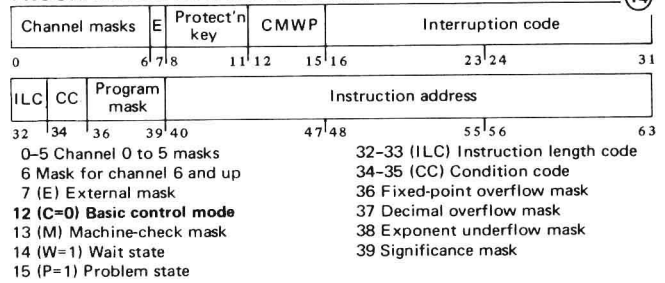 14
Channel masks E Protect'n key CMWP Interruption code
0 6 7 8 11 12 15 16 23 24 31
ILC CC Program mask Instruction address
32 34 36 39 40 47 48 55 56 63
0-5 Channel 0 to 5 masks
6 Mask for channel 6 and up
7 (E) External mask
12 (C=0) Basic control mode
13 (M) Machine-check mask
14 (W=1) Wait state
15 (P=1) Problem state
32-33 (ILC) Instruction length code
34-35 (CC) Condition code
36 Fixed-point overflow mask
37 Decimal overflow mask
38 Exponent underflow mask
39 Significance mask